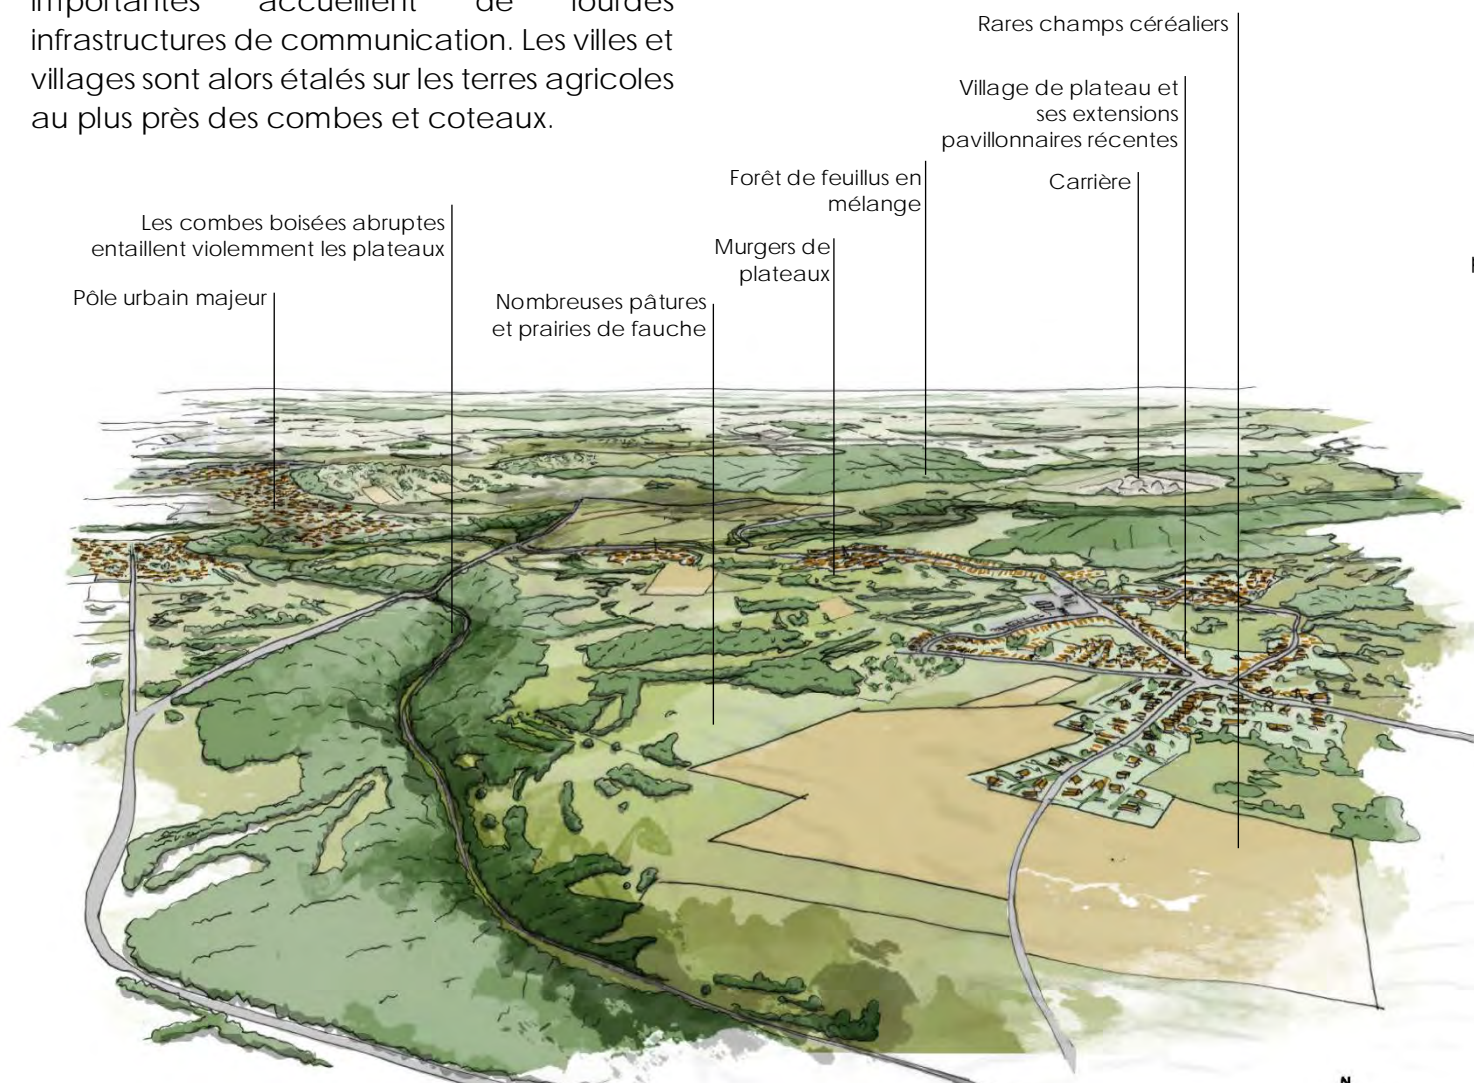 importantes accueillent de lourdes
infrastructures de communication. Les villes et
villages sont alors étalés sur les terres agricoles
au plus près des combes et coteaux.
Rares champs céréaliers
Village de plateau et
ses extensions
pavillonnaires récentes
Forêt de feuillus en
mélange
Carrière
Les combes boisées abruptes
entaillent violemment les plateaux
Murgers de
plateaux
Pôle urbain majeur
Nombreuses pâtures
et prairies de fauche
N